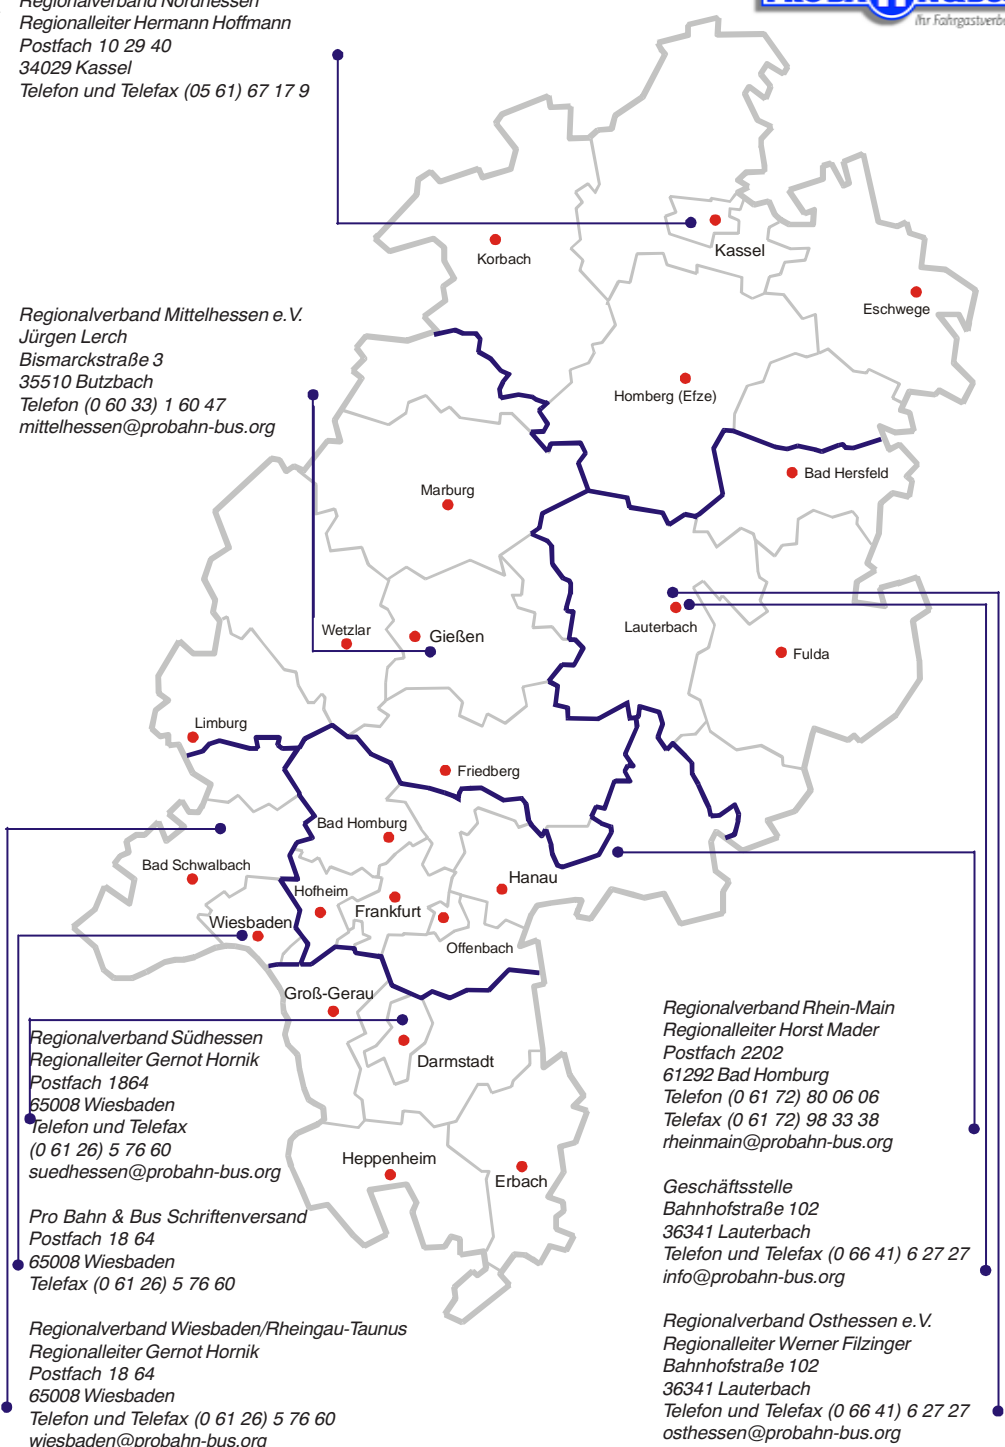 Regionalverband Nordhessen
Regionalleiter Hermann Hoffmann
Postfach 10 29 40
34029 Kassel
Telefon und Telefax (05 61) 67 17 9
Ihr Fahrgastverb
Korbach
Kassel
Eschwege
Regionalverband Mittelhessen e.V.
Jürgen Lerch
Bismarckstraße 3
35510 Butzbach
Telefon (0 60 33) 1 60 47
mittelhessen@probahn-bus.org
Homberg (Efze)
Bad Hersfeld
Marburg
Wetzlar
Gießen
Lauterbach
Fulda
Limburg
Friedberg
Bad Homburg
Bad Schwalbach
Hofheim
Hanau
Frankfurt
Wiesbaden
Offenbach
Groß-Gerau
Darmstadt
Heppenheim
Erbach
Regionalverband Südhessen
Regionalleiter Gernot Hornik
Postfach 1864
65008 Wiesbaden
Telefon und Telefax
(0 61 26) 5 76 60
suedhessen@probahn-bus.org
Pro Bahn & Bus Schriftenversand
Postfach 18 64
65008 Wiesbaden
Telefax (0 61 26) 5 76 60
Regionalverband Wiesbaden/Rheingau-Taunus
Regionalleiter Gernot Hornik
Postfach 18 64
65008 Wiesbaden
Telefon und Telefax (0 61 26) 5 76 60
wiesbaden@probahn-bus.org
Regionalverband Rhein-Main
Regionalleiter Horst Mader
Postfach 2202
61292 Bad Homburg
Telefon (0 61 72) 80 06 06
Telefax (0 61 72) 98 33 38
rheinmain@probahn-bus.org
Geschäftsstelle
Bahnhofstraße 102
36341 Lauterbach
Telefon und Telefax (0 66 41) 6 27 27
info@probahn-bus.org
Regionalverband Osthessen e.V.
Regionalleiter Werner Filzinger
Bahnhofstraße 102
36341 Lauterbach
Telefon und Telefax (0 66 41) 6 27 27
osthessen@probahn-bus.org